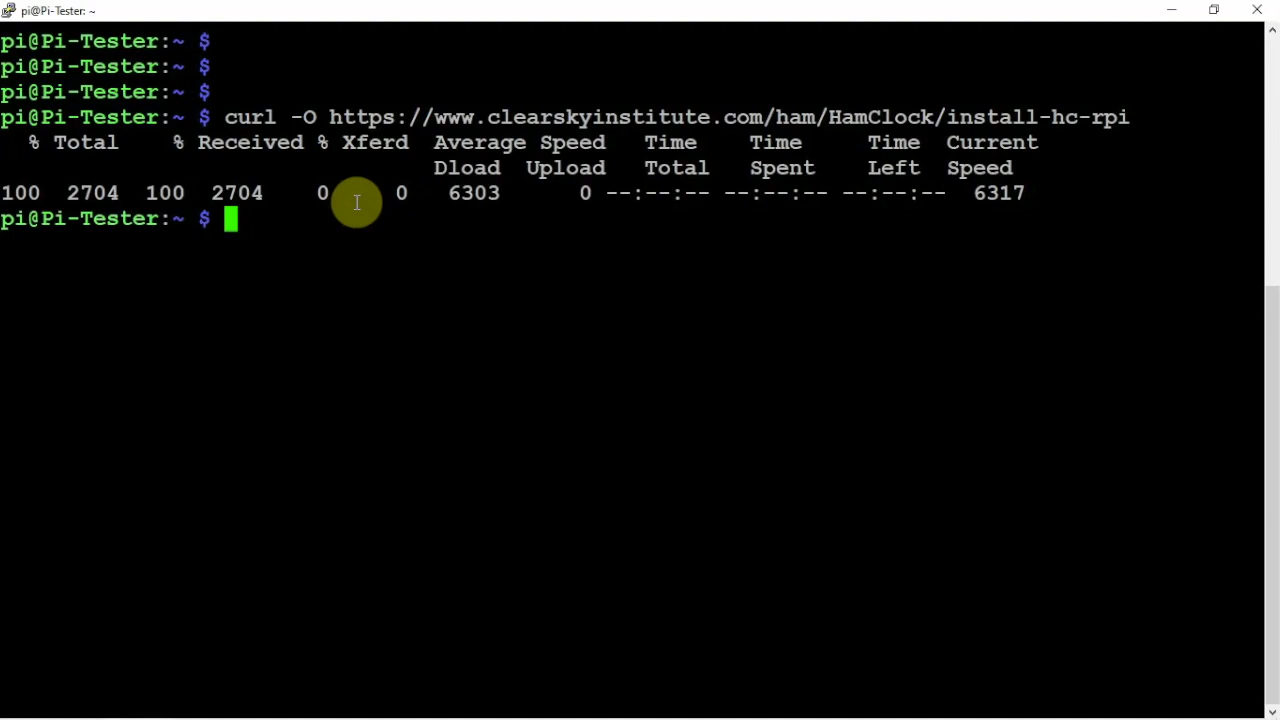 pi@Pi-Tester: ~
pi@Pi-Tester:~ $
pi@Pi-Tester:~ $
pi@Pi-Tester:~ $
pi@Pi-Tester:~ $ curl -O https://www.clearskyinstitute.com/ham/HamClock/install-hc-rpi
% Total % Received % Xferd Average Speed Time Time Time Current
Dload Upload Total Spent Left Speed
100 2704 100 2704 0 0 6303 0 --:--:-- --:--:-- --:--:-- 6317
pi@Pi-Tester:~ $